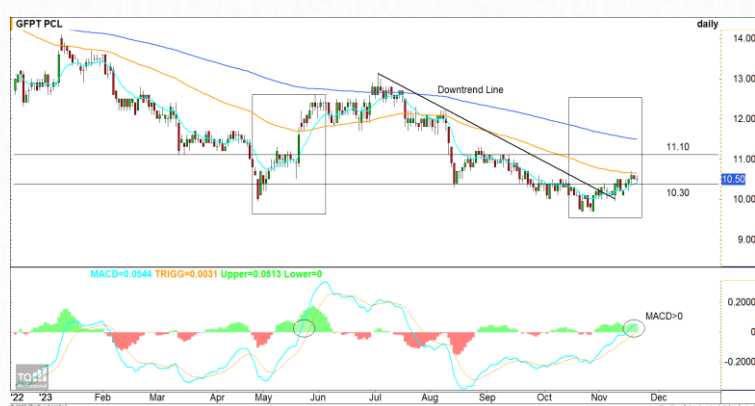 GFPT PCL
daily
14.00
13.00
Downtrend Line
12.00
11.10
11.00
10.50
10.30
10.00
9.00
MACD=0.0544 TRIGG=0.0031 Upper=0.0513 Lower=0
0.2000
MACD>0
0
-0.2000
'22 '23 Feb Mar Apr May Jun Jul Aug Sep Oct Nov Dec